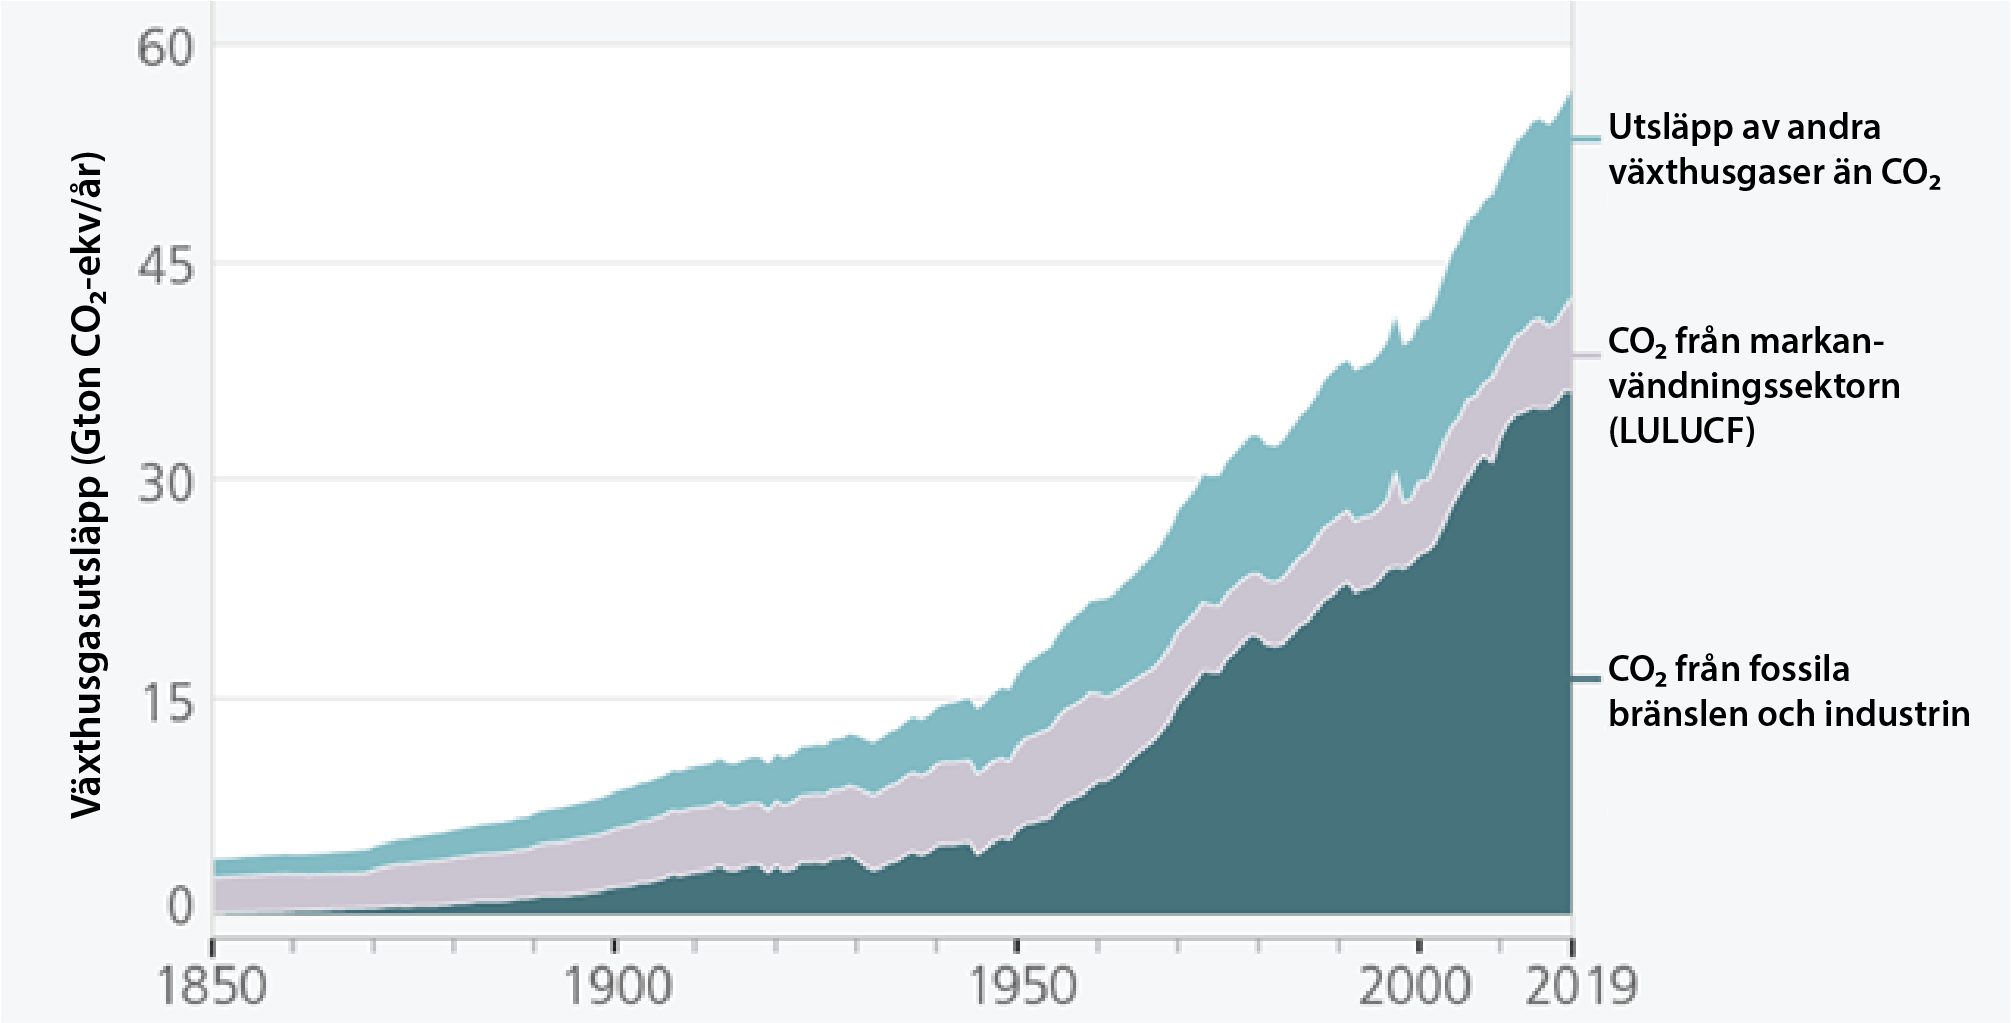 Växthusgasutsläpp (Gton CO₂-ekv/år)
60
45
30
15
0
1850
1900
1950
2000
2019
Utsläpp av andra
växthusgaser än CO₂
CO₂ från markan-
vändningssektorn
(LULUCF)
CO₂ från fossila
bränslen och industrin